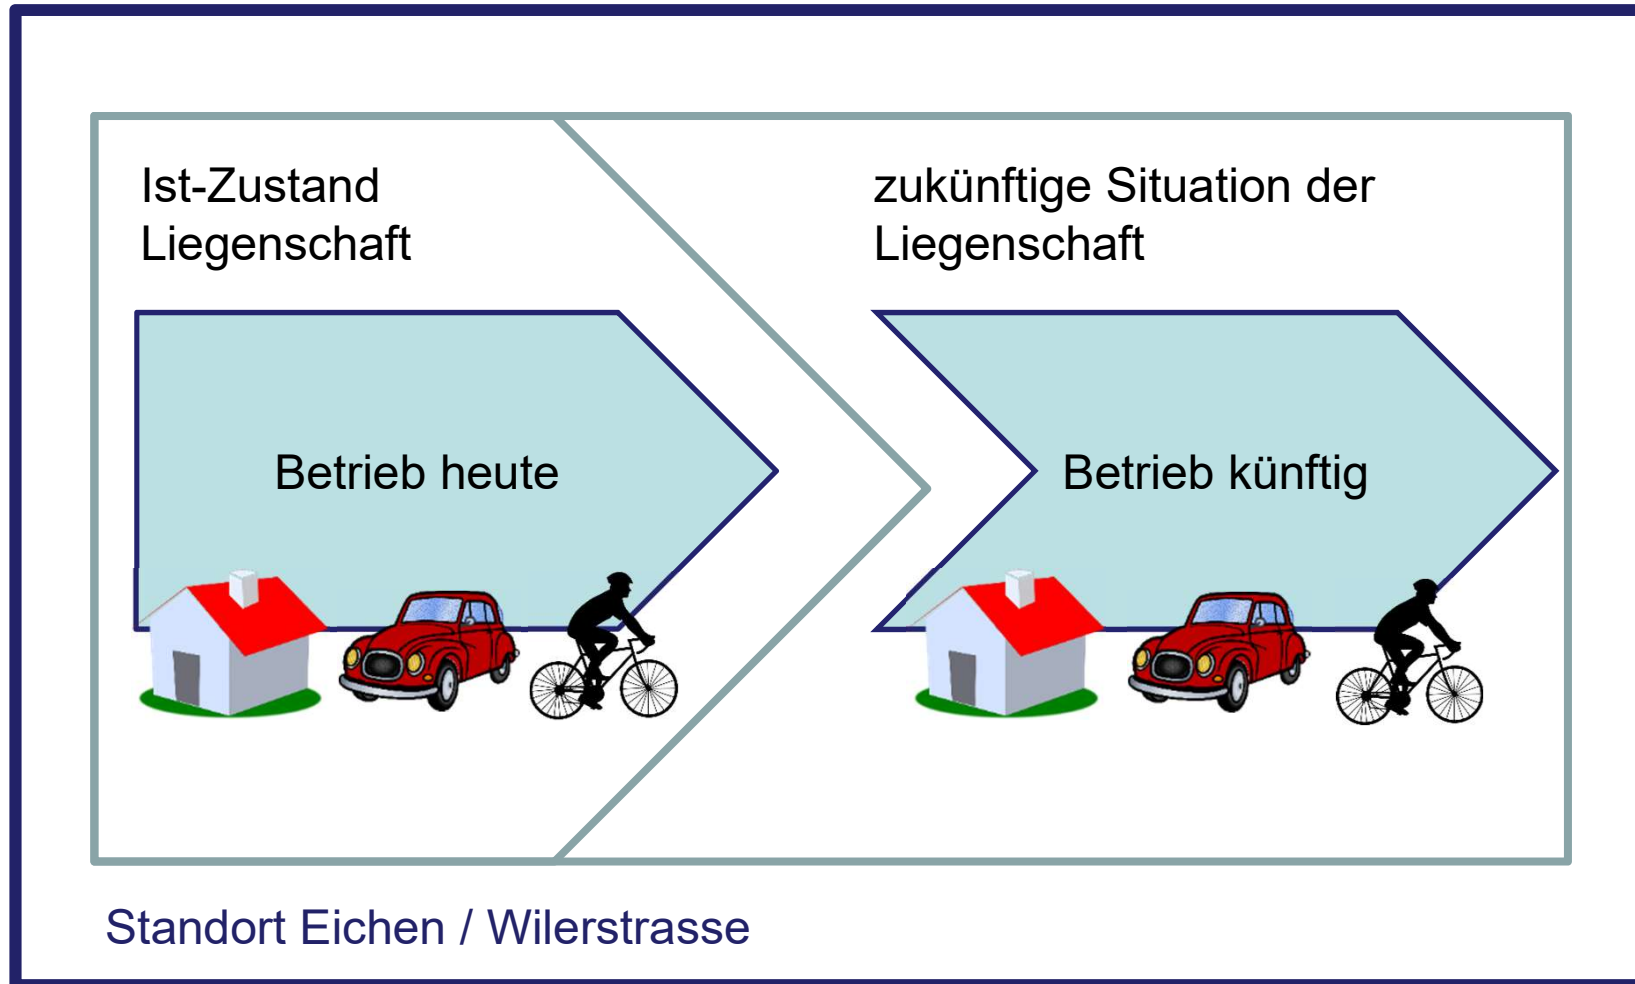 Ist-Zustand
Liegenschaft
zukünftige Situation der
Liegenschaft
Betrieb heute
Betrieb künftig
Standort Eichen / Wilerstrasse